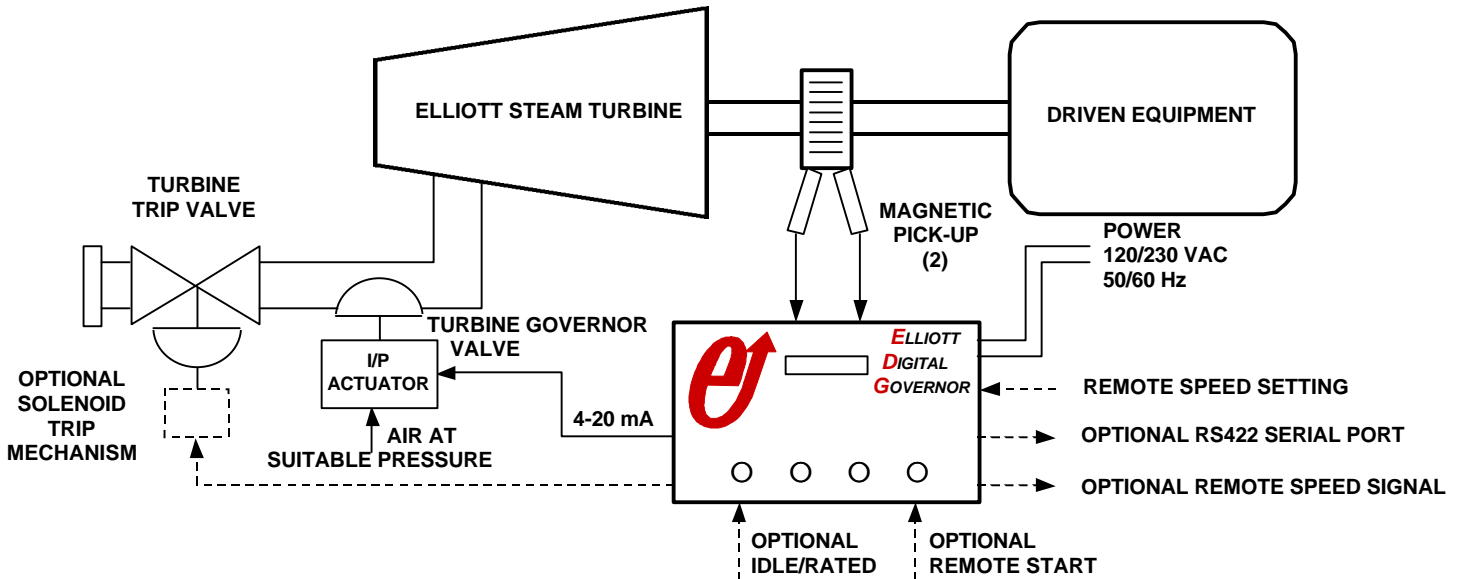 ELLIOTT STEAM TURBINE
DRIVEN EQUIPMENT
TURBINE
TRIP VALVE
MAGNETIC
PICK-UP
(2)
POWER
120/230 VAC
50/60 Hz
TURBINE GOVERNOR
VALVE
I/P
ACTUATOR
ELLIOTT
DIGITAL
GOVERNOR
OPTIONAL
SOLENOID
TRIP
MECHANISM
4-20 mA
AIR AT
SUITABLE PRESSURE
REMOTE SPEED SETTING
OPTIONAL RS422 SERIAL PORT
OPTIONAL REMOTE SPEED SIGNAL
OPTIONAL
IDLE/RATED
OPTIONAL
REMOTE START